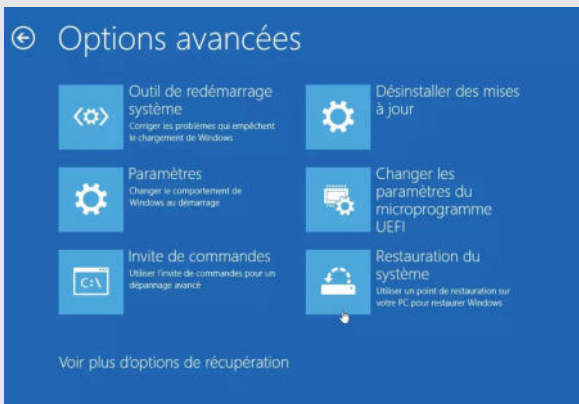 Options avancées
Outil de redémarrage
système
Corriger les problèmes qui empêchent
le chargement de Windows
Désinstaller des mises
à jour
Paramètres
Changer le comportement de
Windows au démarrage
Changer les
paramètres du
microprogramme
UEFI
C:\
Invite de commandes
Utiliser l'invite de commandes pour un
dépannage avancé
Restauration du
système
Utiliser un point de restauration sur
votre PC pour restaurer Windows
Voir plus d'options de récupération